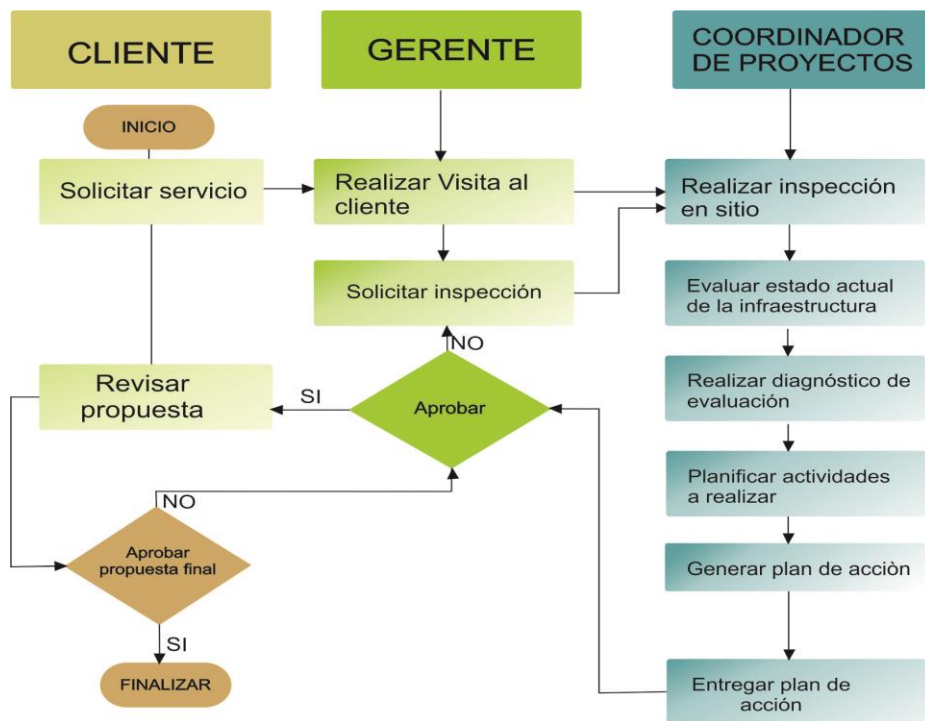 CLIENTE
GERENTE
COORDINADOR
DE PROYECTOS
INICIO
Solicitar servicio
Realizar Visita al
cliente
Realizar inspección
en sitio
Solicitar inspección
Evaluar estado actual
de la infraestructura
NO
Revisar
propuesta
SI
Aprobar
Realizar diagnóstico de
evaluación
Planificar actividades
a realizar
NO
Aprobar
propuesta final
Generar plan de acciòn
SI
FINALIZAR
Entregar plan de
acción